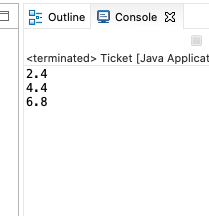 Outline Console
<terminated> Ticket [Java Applicat
2.4
4.4
6.8